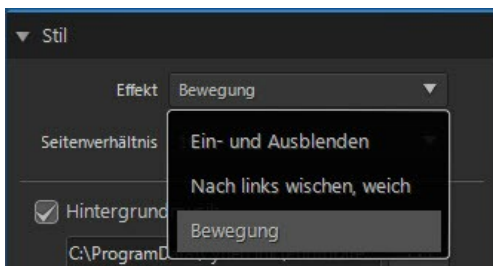 Stil
Effekt Bewegung
Ein- und Ausblenden
Seitenverhältnis
Nach links wischen, weich
Hintergrund
Bewegung
C:\ProgramD